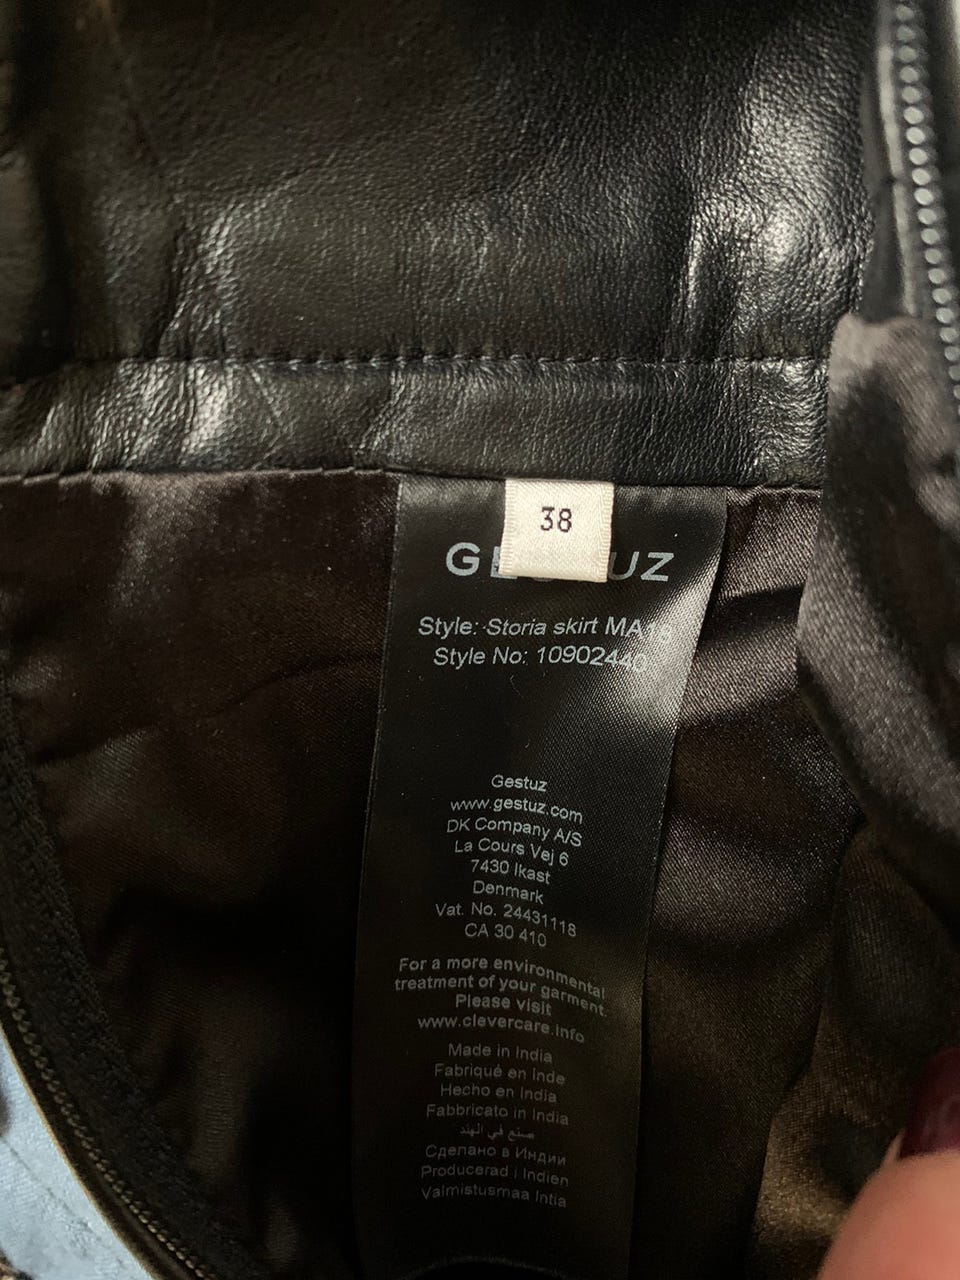 38
Style: Storia skirt
Style No:
Gestuz
www.gestuz.com
DK Company A/S
La Cours Vej 6
7430 Ikast
Denmark
Vat. No. 24431118
CA 30 410
For a more environmental
treatment of your garment.
Please visit
www.clevercare.info
Made in India
Fabriqué en Inde
Hecho en India
Fabbricato in India
صنع في الهند
Сделано в Индии
Producerad i Indien
Valmistusmaa Intia